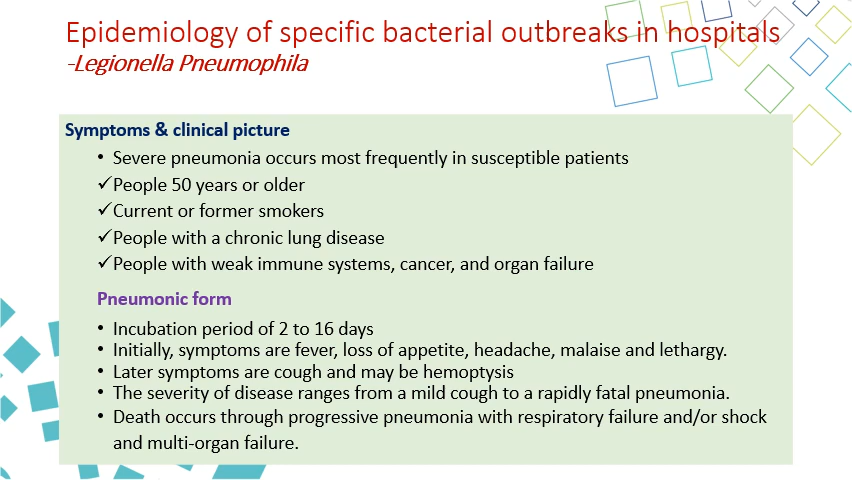 Epidemiology of specific bacterial outbreaks in hospitals
-Legionella Pneumophila
Symptoms & clinical picture
• Severe pneumonia occurs most frequently in susceptible patients
✓People 50 years or older
✓Current or former smokers
✓People with a chronic lung disease
✓People with weak immune systems, cancer, and organ failure
Pneumonic form
• Incubation period of 2 to 16 days
• Initially, symptoms are fever, loss of appetite, headache, malaise and lethargy.
• Later symptoms are cough and may be hemoptysis
• The severity of disease ranges from a mild cough to a rapidly fatal pneumonia.
• Death occurs through progressive pneumonia with respiratory failure and/or shock
and multi-organ failure.